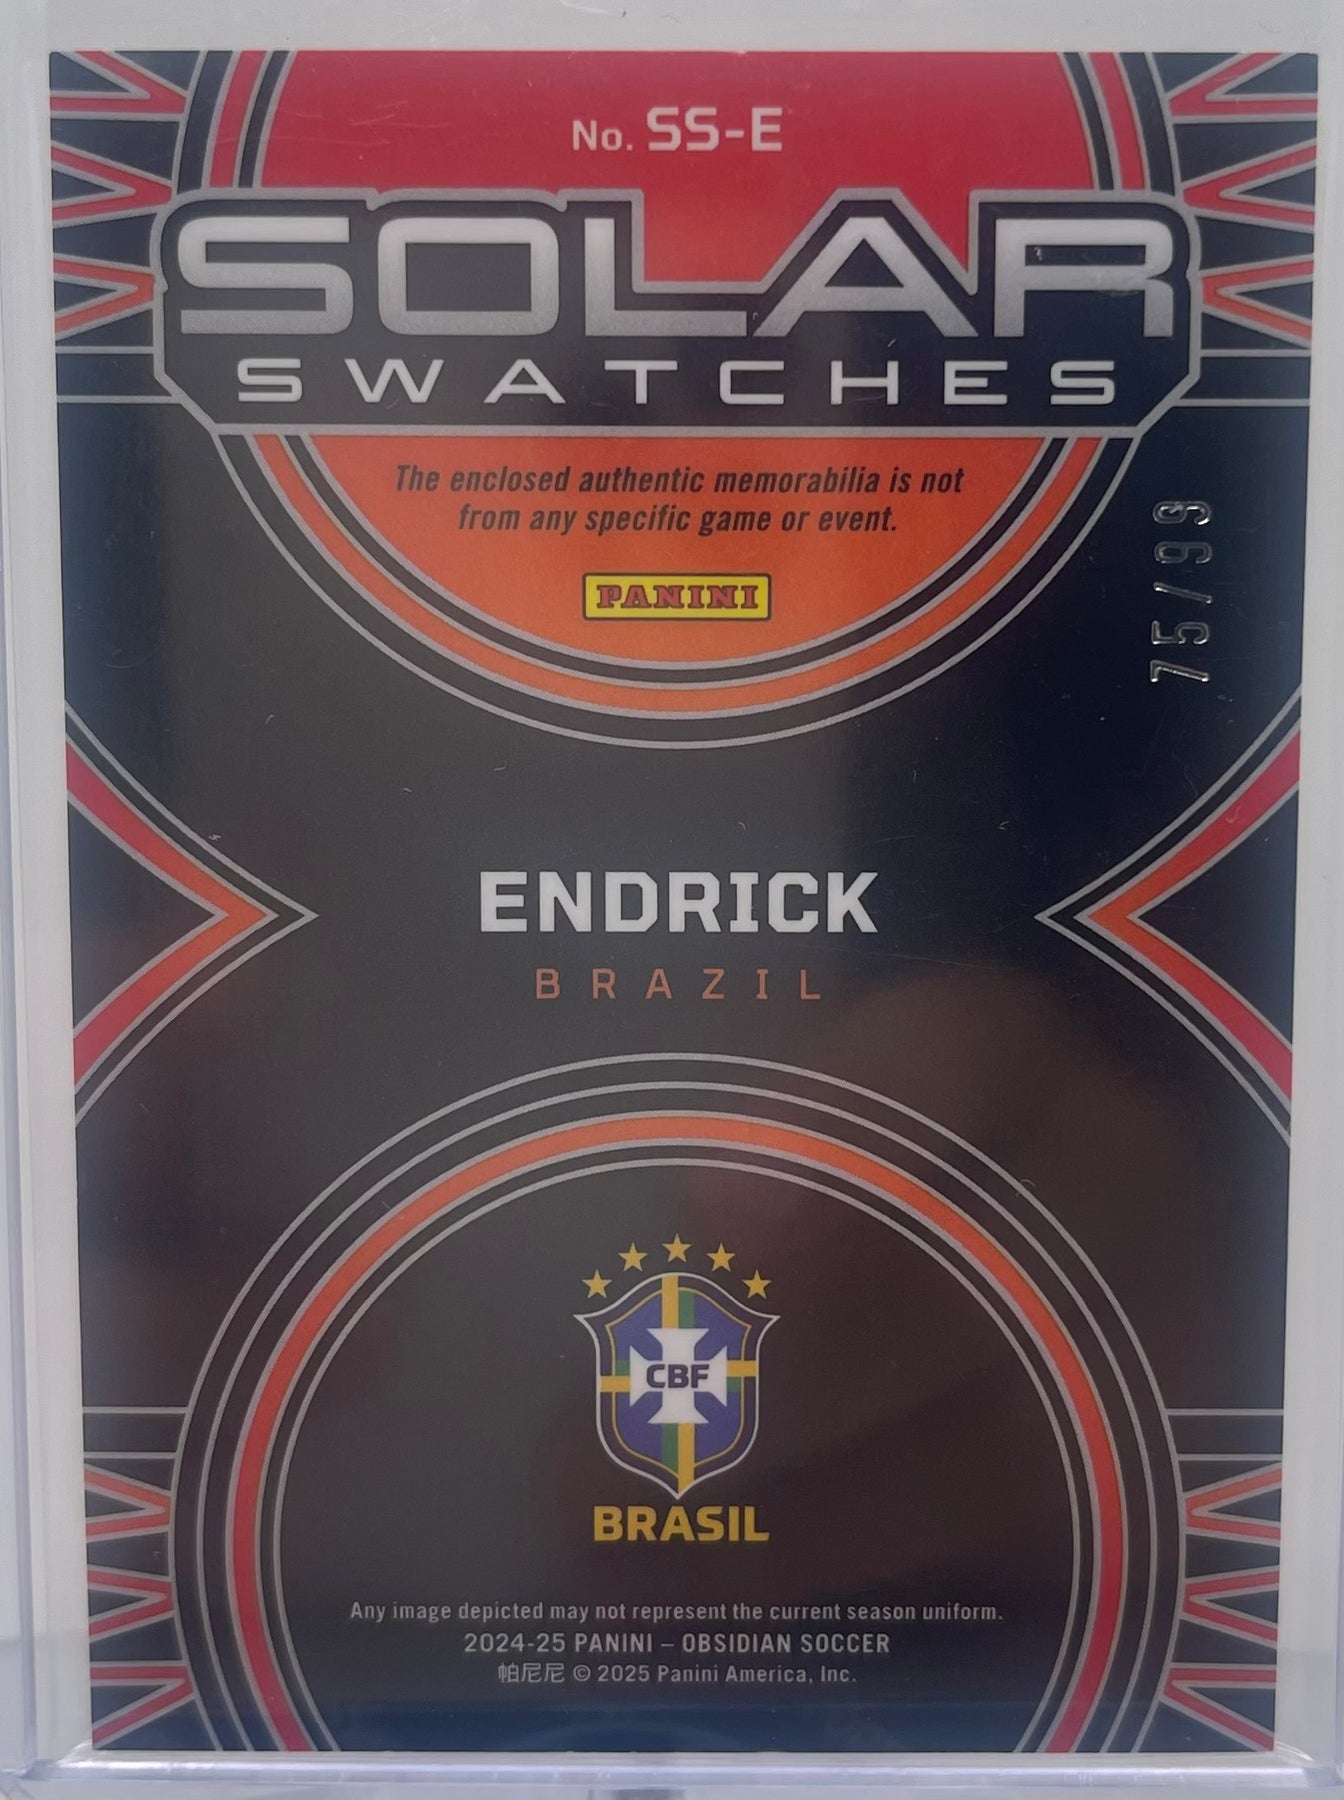 No. SS-E
SOLAR
SWATCHES
The enclosed authentic memorabilia is not
from any specific game or event.
PANINI
75/99
ENDRICK
BRAZIL
CBF
BRASIL
Any image depicted may not represent the current season uniform.
2024-25 PANINI – OBSIDIAN SOCCER
帕尼尼 © 2025 Panini America, Inc.